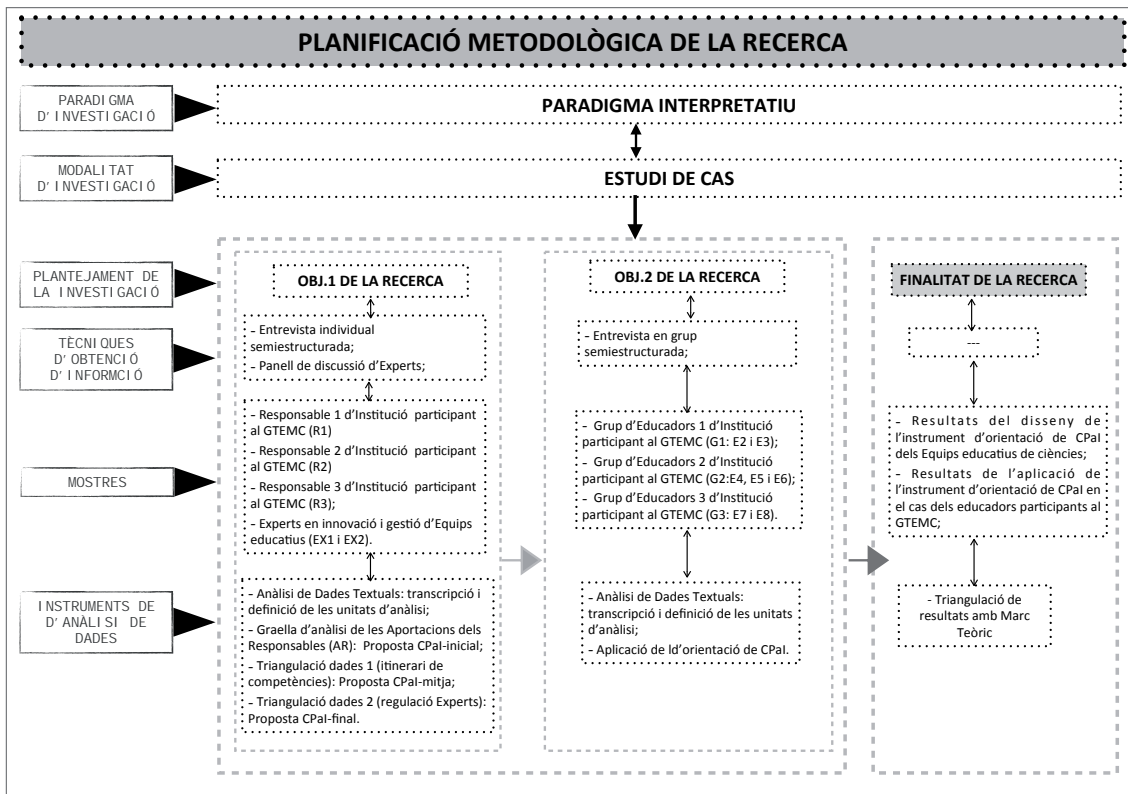 PLANIFICACIÓ METODOLÒGICA DE LA RECERCA
PARADIGMA
D'INVESTIGACIÓ
PARADIGMA INTERPRETATIU
MODALITAT
D'INVESTIGACIÓ
ESTUDI DE CAS
PLANTEJAMENT DE
LA INVESTIGACIÓ
OBJ.1 DE LA RECERCA
OBJ.2 DE LA RECERCA
FINALITAT DE LA RECERCA
TÈCNIQUES
D'OBTENCIÓ
D'INFORMCIÓ
– Entrevista individual
semiestructurada;
– Panell de discussió d'Experts;
– Entrevista en grup
semiestructurada;
---
MOSTRES
– Responsable 1 d'Institució participant
al GTEMC (R1)
– Responsable 2 d'Institució participant
al GTEMC (R2)
– Responsable 3 d'Institució participant
al GTEMC (R3);
– Experts en innovació i gestió d'Equips
educatius (EX1 i EX2).
– Grup d'Educadors 1 d'Institució
participant al GTEMC (G1: E2 i E3);
– Grup d'Educadors 2 d'Institució
participant al GTEMC (G2:E4, E5 i E6);
– Grup d'Educadors 3 d'Institució
participant al GTEMC (G3: E7 i E8).
– Resultats del disseny de
l'instrument d'orientació de CPaI
dels Equips educatius de ciències;
– Resultats de l'aplicació de
l'instrument d'orientació de CPaI en
el cas dels educadors participants al
GTEMC;
INSTRUMENTS DE
D'ANÀLISI DE
DADES
– Anàlisi de Dades Textuals: transcripció i
definició de les unitats d'anàlisi;
– Graella d'anàlisi de les Aportacions dels
Responsables (AR): Proposta CPaI-inicial;
– Triangulació dades 1 (itinerari de
competències): Proposta CPaI-mitja;
– Triangulació dades 2 (regulació Experts):
Proposta CPaI-final.
– Anàlisi de Dades Textuals:
transcripció i definició de les unitats
d'anàlisi;
– Aplicació de ld'orientació de CPaI.
– Triangulació de
resultats amb Marc
Teòric